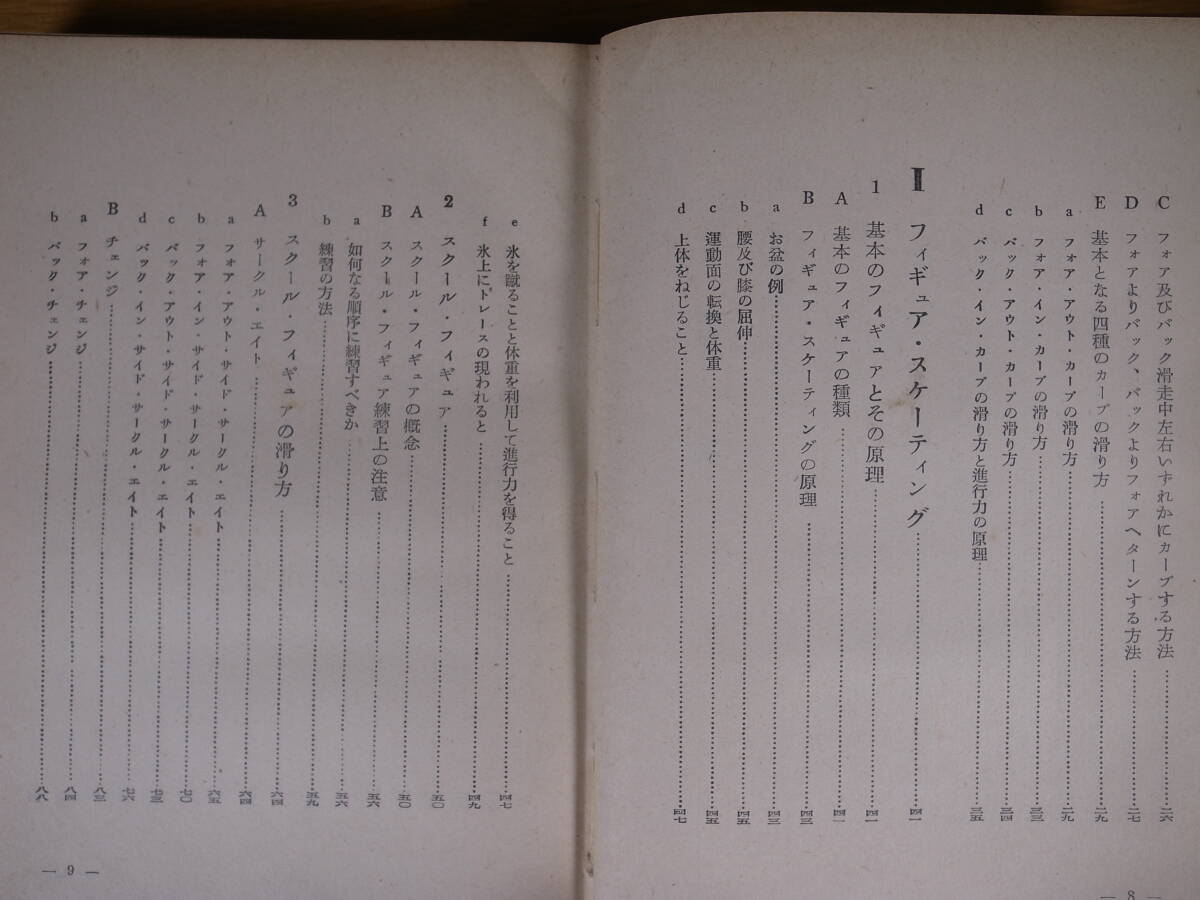 C フォア及びバック滑走中左右いずれかにカーブする方法……二六
D フォアよりバック、バックよりフォアへターンする方法……二七
E 基本となる四種のカーブの滑り方……二九
a フォア・アウト・カーブの滑り方……二九
b フォア・イン・カーブの滑り方……三三
c バック・アウト・カーブの滑り方……三四
d バック・イン・カーブの滑り方と進行力の原理……三五
Ⅱ フィギュア・スケーティング……四一
1 基本のフィギュアとその原理……四一
A 基本のフィギュアの種類……四一
B フィギュア・スケーティングの原理……四三
a お盆の例……四三
b 腰及び膝の屈伸……四五
c 運動面の転換と体重……四五
d 上体をねじること……四七
— 8 —
e 氷を蹴ることと体重を利用して進行力を得ること……四七
f 氷上にトレースの現われること……四九
2 スクール・フィギュア……五〇
A スクール・フィギュアの概念……五〇
B スクール・フィギュア練習上の注意……五六
a 如何なる順序に練習すべきか……五六
b 練習の方法……五九
3 スクール・フィギュアの滑り方……六四
A サークル・エイト……六四
a フォア・アウト・サイド・サークル・エイト……六五
b フォア・イン・サイド・サークル・エイト……七〇
c バック・アウト・サイド・サークル・エイト……七三
d バック・イン・サイド・サークル・エイト……七六
B チェンジ……八三
a フォア・チェンジ……八四
b バック・チェンジ……八八
— 9 —